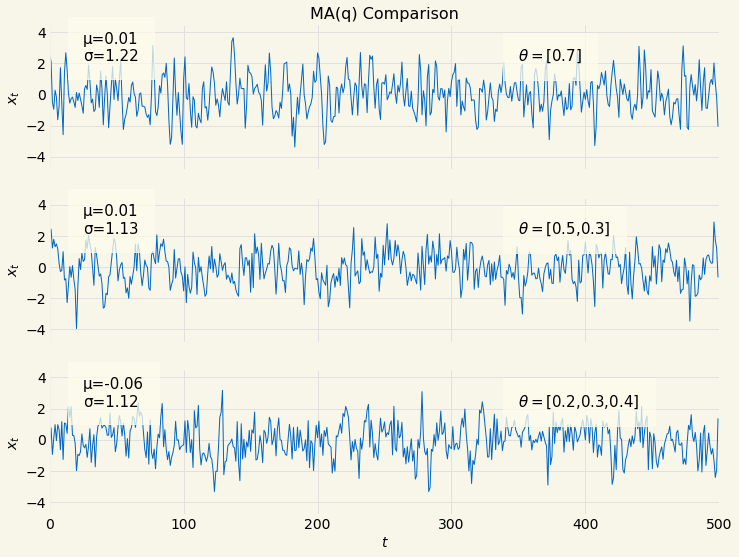 MA(q) Comparison
4
2
0
−2
−4
x_t
μ=0.01
σ=1.22
θ = [0.7]
4
2
0
−2
−4
x_t
μ=0.01
σ=1.13
θ = [0.5,0.3]
4
2
0
−2
−4
x_t
μ=-0.06
σ=1.12
θ = [0.2,0.3,0.4]
0 100 200 300 400 500
t